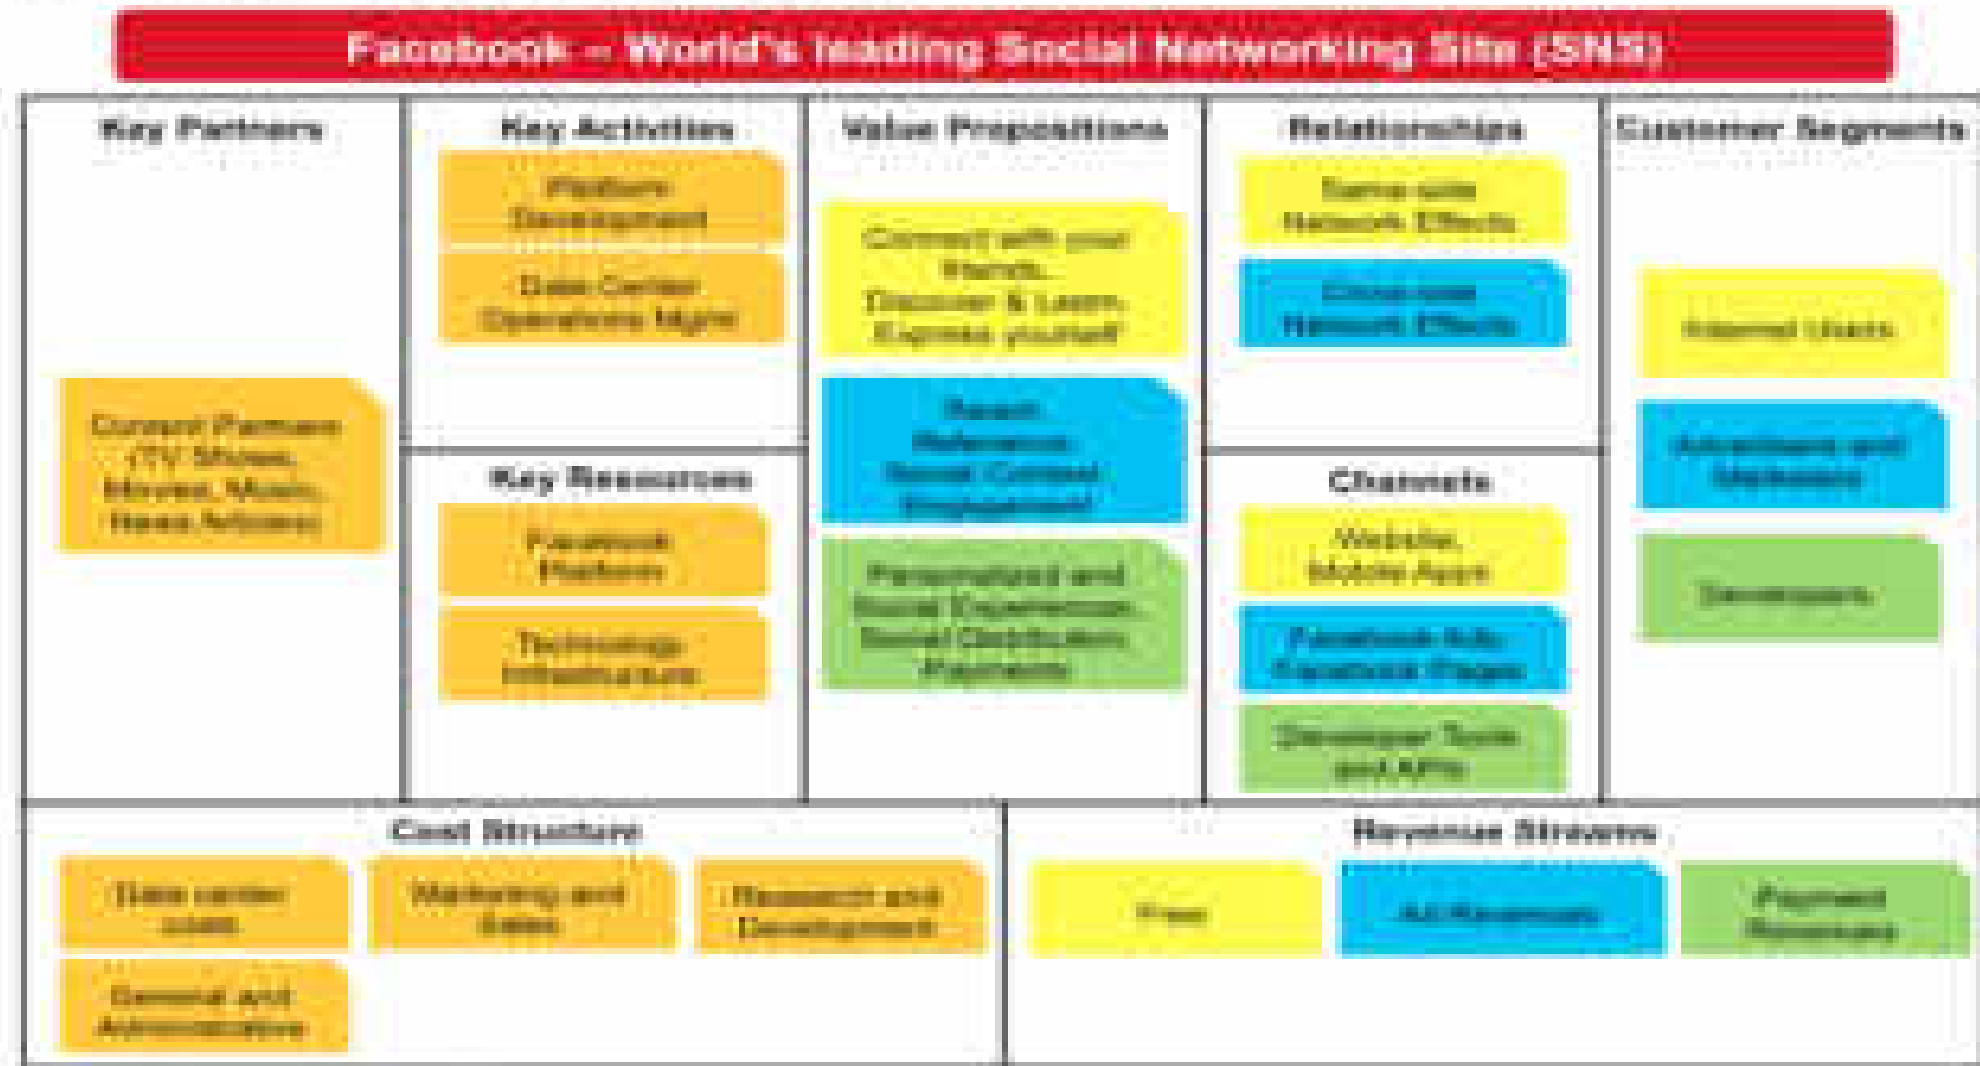 Facebook – World's leading Social Networking Site (SNS)
Key Partners
Content Partners
(TV Shows,
Movies, Music,
News Articles)
Key Activities
Platform
Development
Data Center
Operations Mgmt
Key Resources
Facebook
Platform
Technology
Infrastructure
Value Propositions
Connect with your
friends,
Discover & Learn,
Express yourself
Reach,
Relevance,
Social Context,
Engagement
Personalized and
Social Experiences,
Social Distribution,
Payments
Relationships
Same-side
Network Effects
Cross-side
Network Effects
Channels
Website,
Mobile Apps
Facebook Ads,
Facebook Pages
Developer Tools
and APIs
Customer Segments
Internet Users
Advertisers and
Marketers
Developers
Cost Structure
Data center
costs
Marketing and
Sales
Research and
Development
General and
Administrative
Revenue Streams
Free
Ad Revenues
Payment
Revenues